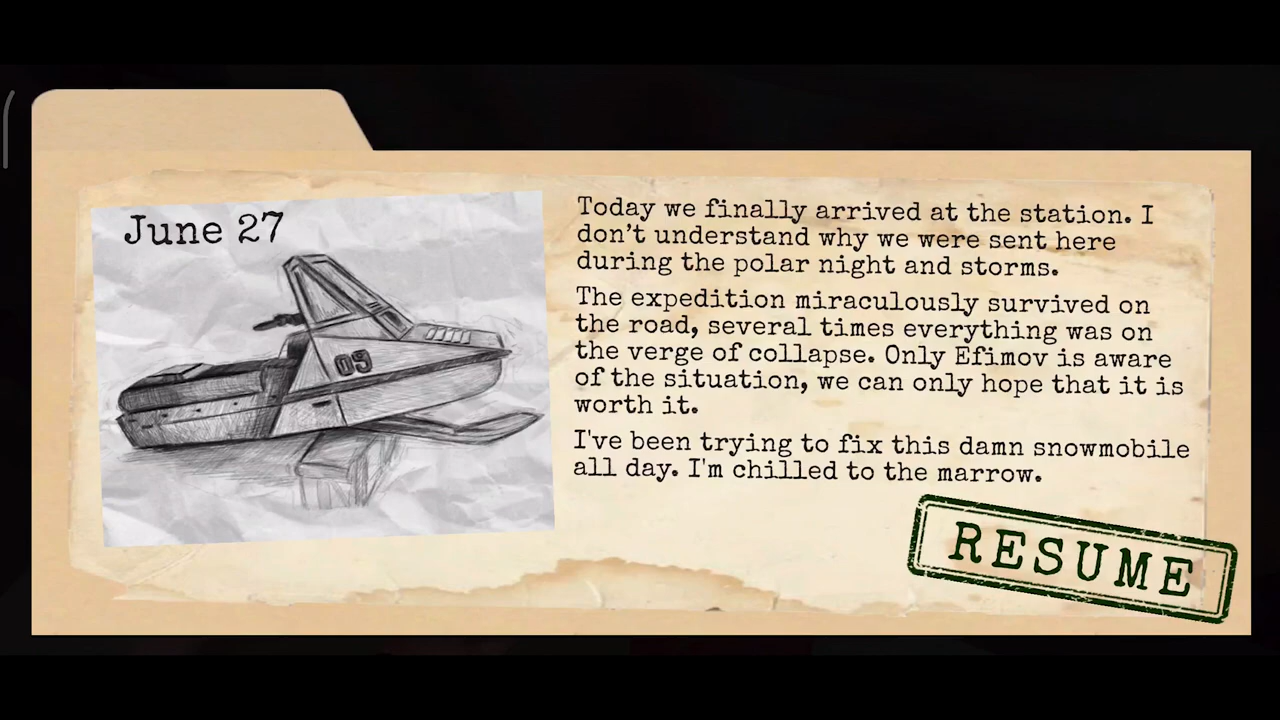 June 27
09
Today we finally arrived at the station. I
don't understand why we were sent here
during the polar night and storms.
The expedition miraculously survived on
the road, several times everything was on
the verge of collapse. Only Efimov is aware
of the situation, we can only hope that it is
worth it.
I've been trying to fix this damn snowmobile
all day. I'm chilled to the marrow.
RESUME